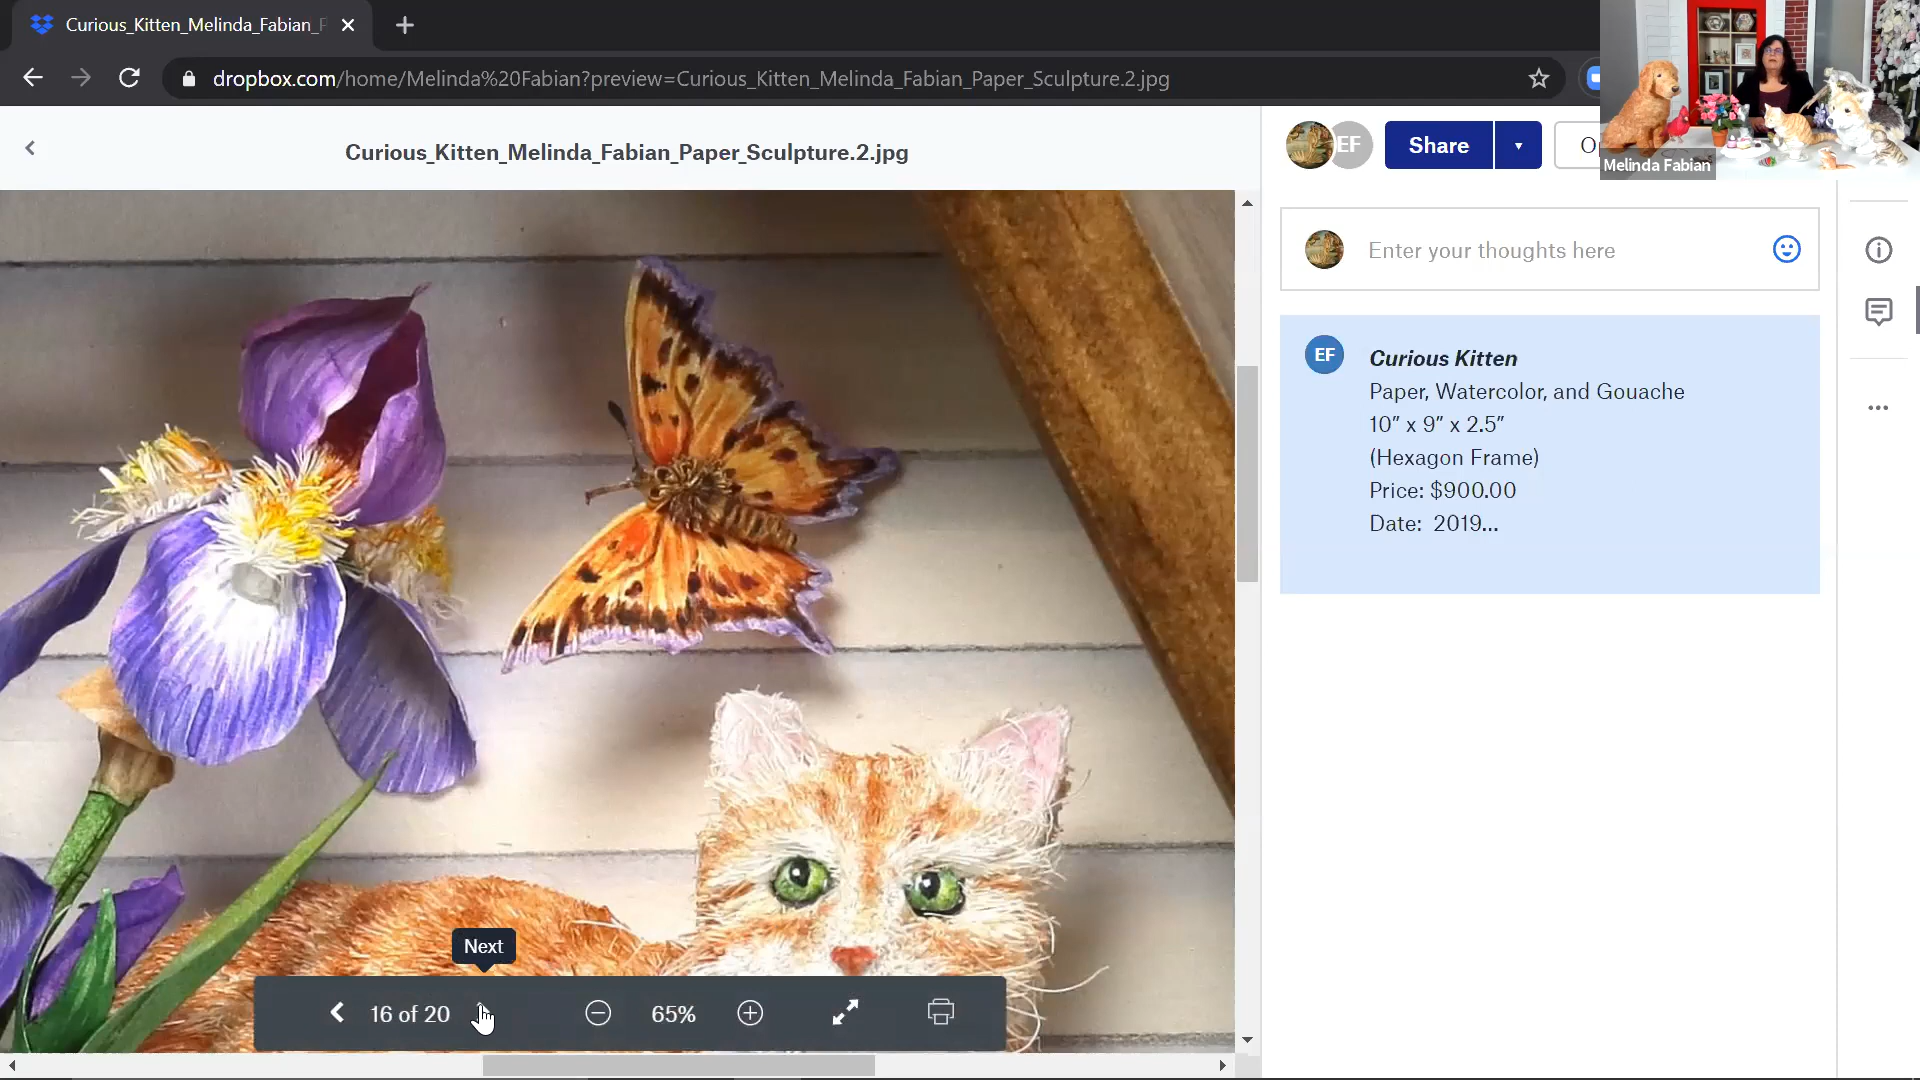 Curious_Kitten_Melinda_Fabian_P
dropbox.com/home/Melinda%20Fabian?preview=Curious_Kitten_Melinda_Fabian_Paper_Sculpture.2.jpg
Curious_Kitten_Melinda_Fabian_Paper_Sculpture.2.jpg
EF
Share
Melinda Fabian
Enter your thoughts here
EF
Curious Kitten
Paper, Watercolor, and Gouache
10” x 9” x 2.5”
(Hexagon Frame)
Price: $900.00
Date: 2019...
Next
16 of 20
65%